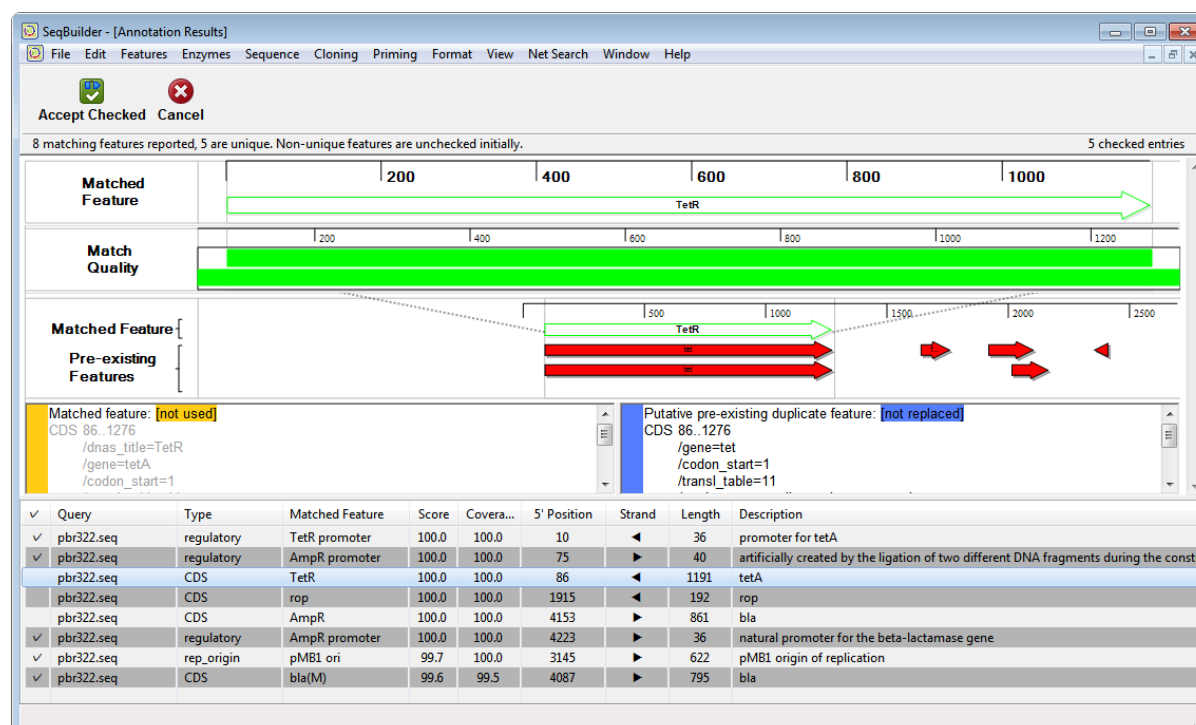 SeqBuilder - [Annotation Results]
File Edit Features Enzymes Sequence Cloning Priming Format View Net Search Window Help
Accept Checked Cancel
8 matching features reported, 5 are unique. Non-unique features are unchecked initially. 5 checked entries
Matched Feature
200 400 600 800 1000
TetR
Match Quality
200 400 600 800 1000 1200
500 1000 1500 2000 2500
Matched Feature
TetR
Pre-existing Features
tet
tet
Matched feature: [not used]
CDS 86..1276
/dnas_title=TetR
/gene=tetA
/codon_start=1
Putative pre-existing duplicate feature: [not replaced]
CDS 86..1276
/gene=tet
/codon_start=1
/transl_table=11
✓ Query Type Matched Feature Score Covera... 5' Position Strand Length Description
✓ pbr322.seq regulatory TetR promoter 100.0 100.0 10 ◀ 36 promoter for tetA
✓ pbr322.seq regulatory AmpR promoter 100.0 100.0 75 ▶ 40 artificially created by the ligation of two different DNA fragments during the const
pbr322.seq CDS TetR 100.0 100.0 86 ◀ 1191 tetA
pbr322.seq CDS rop 100.0 100.0 1915 ◀ 192 rop
pbr322.seq CDS AmpR 100.0 100.0 4153 ▶ 861 bla
✓ pbr322.seq regulatory AmpR promoter 100.0 100.0 4223 ▶ 36 natural promoter for the beta-lactamase gene
✓ pbr322.seq rep_origin pMB1 ori 99.7 100.0 3145 ▶ 622 pMB1 origin of replication
✓ pbr322.seq CDS bla(M) 99.6 99.5 4087 ▶ 795 bla